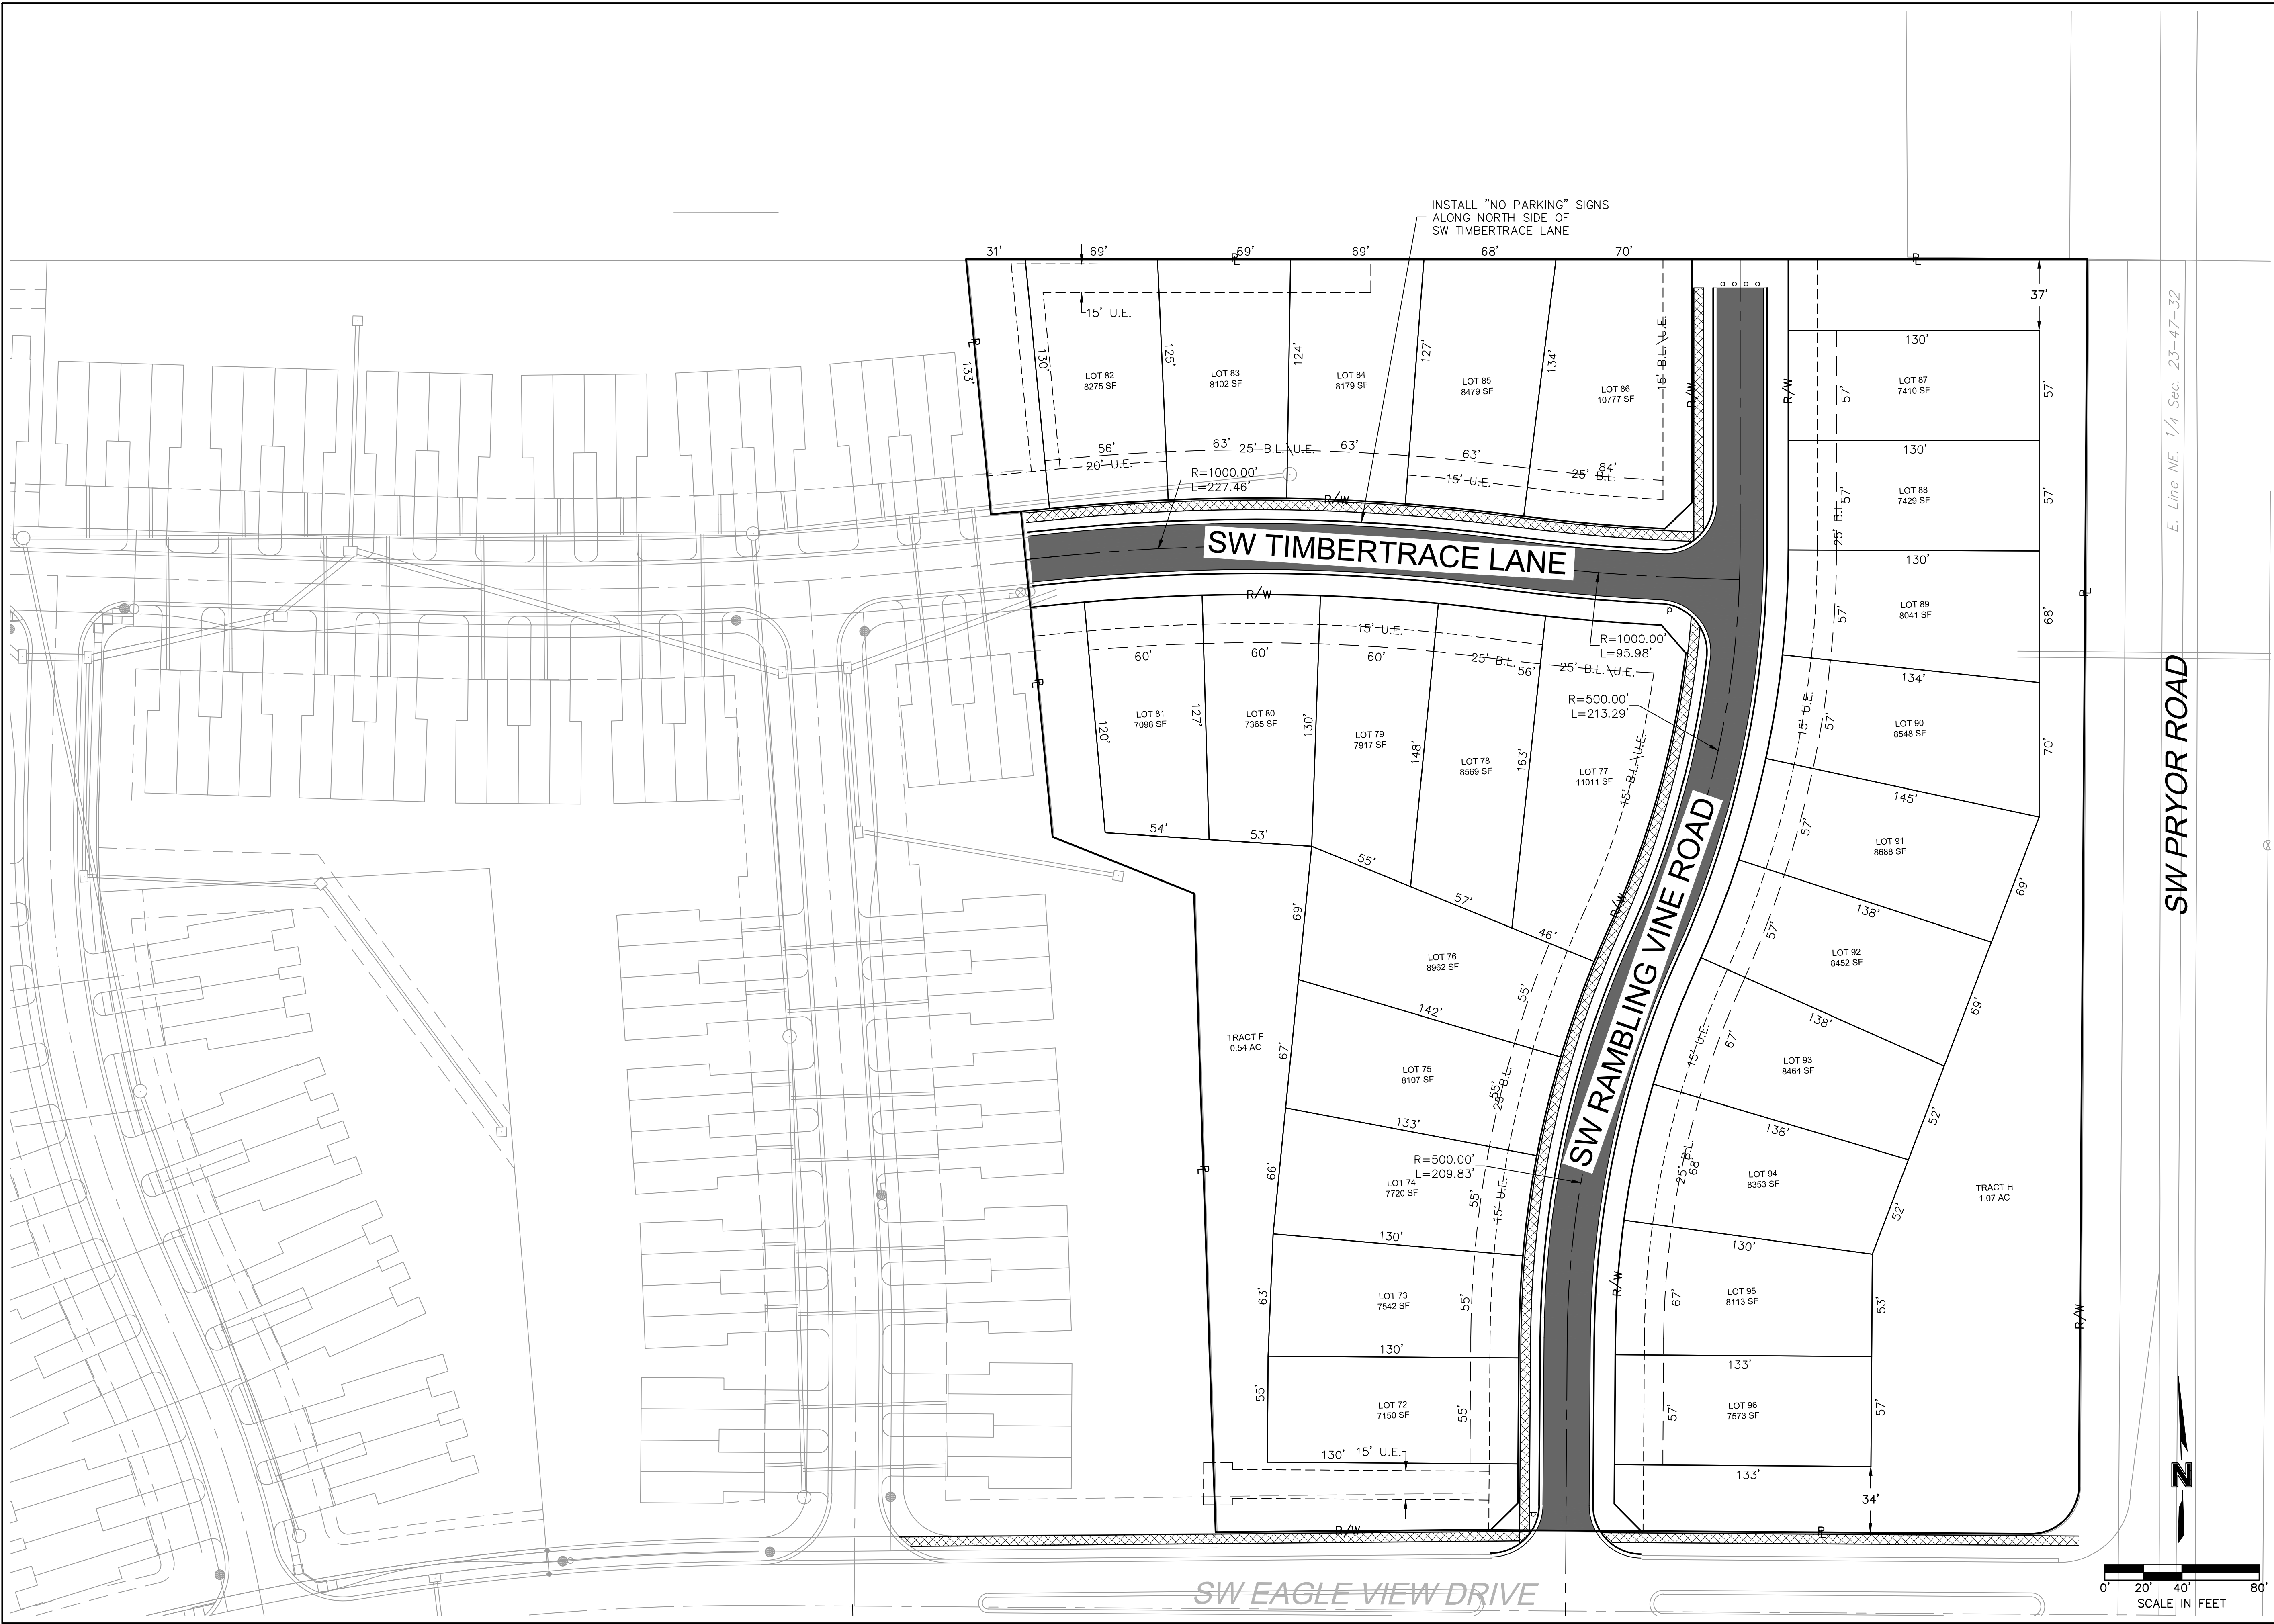 INSTALL "NO PARKING" SIGNS
ALONG NORTH SIDE OF
SW TIMBERTRACE LANE
31'
69'
69'
69'
68'
70'
15' U.E.
37'
133'
130'
125'
124'
127'
134'
LOT 82
8275 SF
LOT 83
8102 SF
LOT 84
8179 SF
LOT 85
8479 SF
LOT 86
10777 SF
15' B.L.\U.E.
R/W
R/W
130'
LOT 87
7410 SF
57'
57'
130'
LOT 88
7429 SF
57'
25' B.L.
57'
130'
LOT 89
8041 SF
57'
68'
E. Line NE. 1/4 Sec. 23-47-32
56'
63'
25' B.L.\U.E.
63'
63'
84'
20' U.E.
15' U.E.
25' B.L.
R=1000.00'
L=227.46'
R/W
SW TIMBERTRACE LANE
R/W
15' U.E.
60'
60'
60'
25' B.L.
56'
25' B.L.\U.E.
R=1000.00'
L=95.98'
R=500.00'
L=213.29'
LOT 81
7098 SF
LOT 80
7365 SF
LOT 79
7917 SF
LOT 78
8569 SF
LOT 77
11011 SF
120'
127'
130'
148'
163'
15' B.L.\U.E.
134'
15' U.E.
57'
LOT 90
8548 SF
70'
145'
57'
LOT 91
8688 SF
69'
138'
57'
LOT 92
8452 SF
69'
138'
67'
15' U.E.
LOT 93
8464 SF
52'
138'
25' B.L.
68'
LOT 94
8353 SF
52'
130'
67'
LOT 95
8113 SF
53'
133'
57'
LOT 96
7573 SF
57'
133'
34'
TRACT H
1.07 AC
SW PRYOR ROAD
R/W
54'
53'
55'
57'
46'
R/W
SW RAMBLING VINE ROAD
69'
LOT 76
8962 SF
55'
142'
TRACT F
0.54 AC
67'
LOT 75
8107 SF
55'
25' B.L.
133'
R=500.00'
L=209.83'
66'
LOT 74
7720 SF
55'
15' U.E.
130'
63'
LOT 73
7542 SF
55'
R/W
130'
55'
LOT 72
7150 SF
55'
130'
15' U.E.
R/W
SW EAGLE VIEW DRIVE
N
0'
20'
40'
80'
SCALE IN FEET